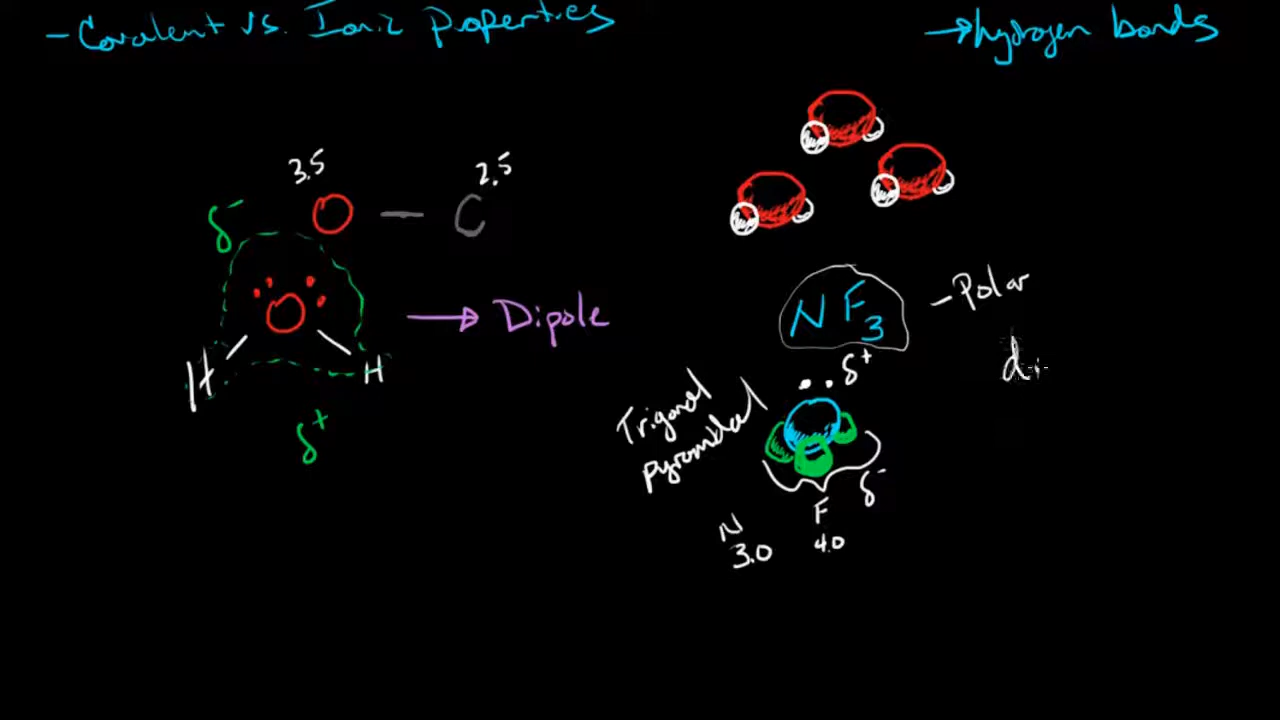 - Covalent vs. Ionic Properties
→ hydrogen bonds
3.5
2.5
δ-
O — C
O
H
H
δ+
→ Dipole
NF3
- Polar
δ+
Trigonal
pyramidal
δ-
N
3.0
F
4.0